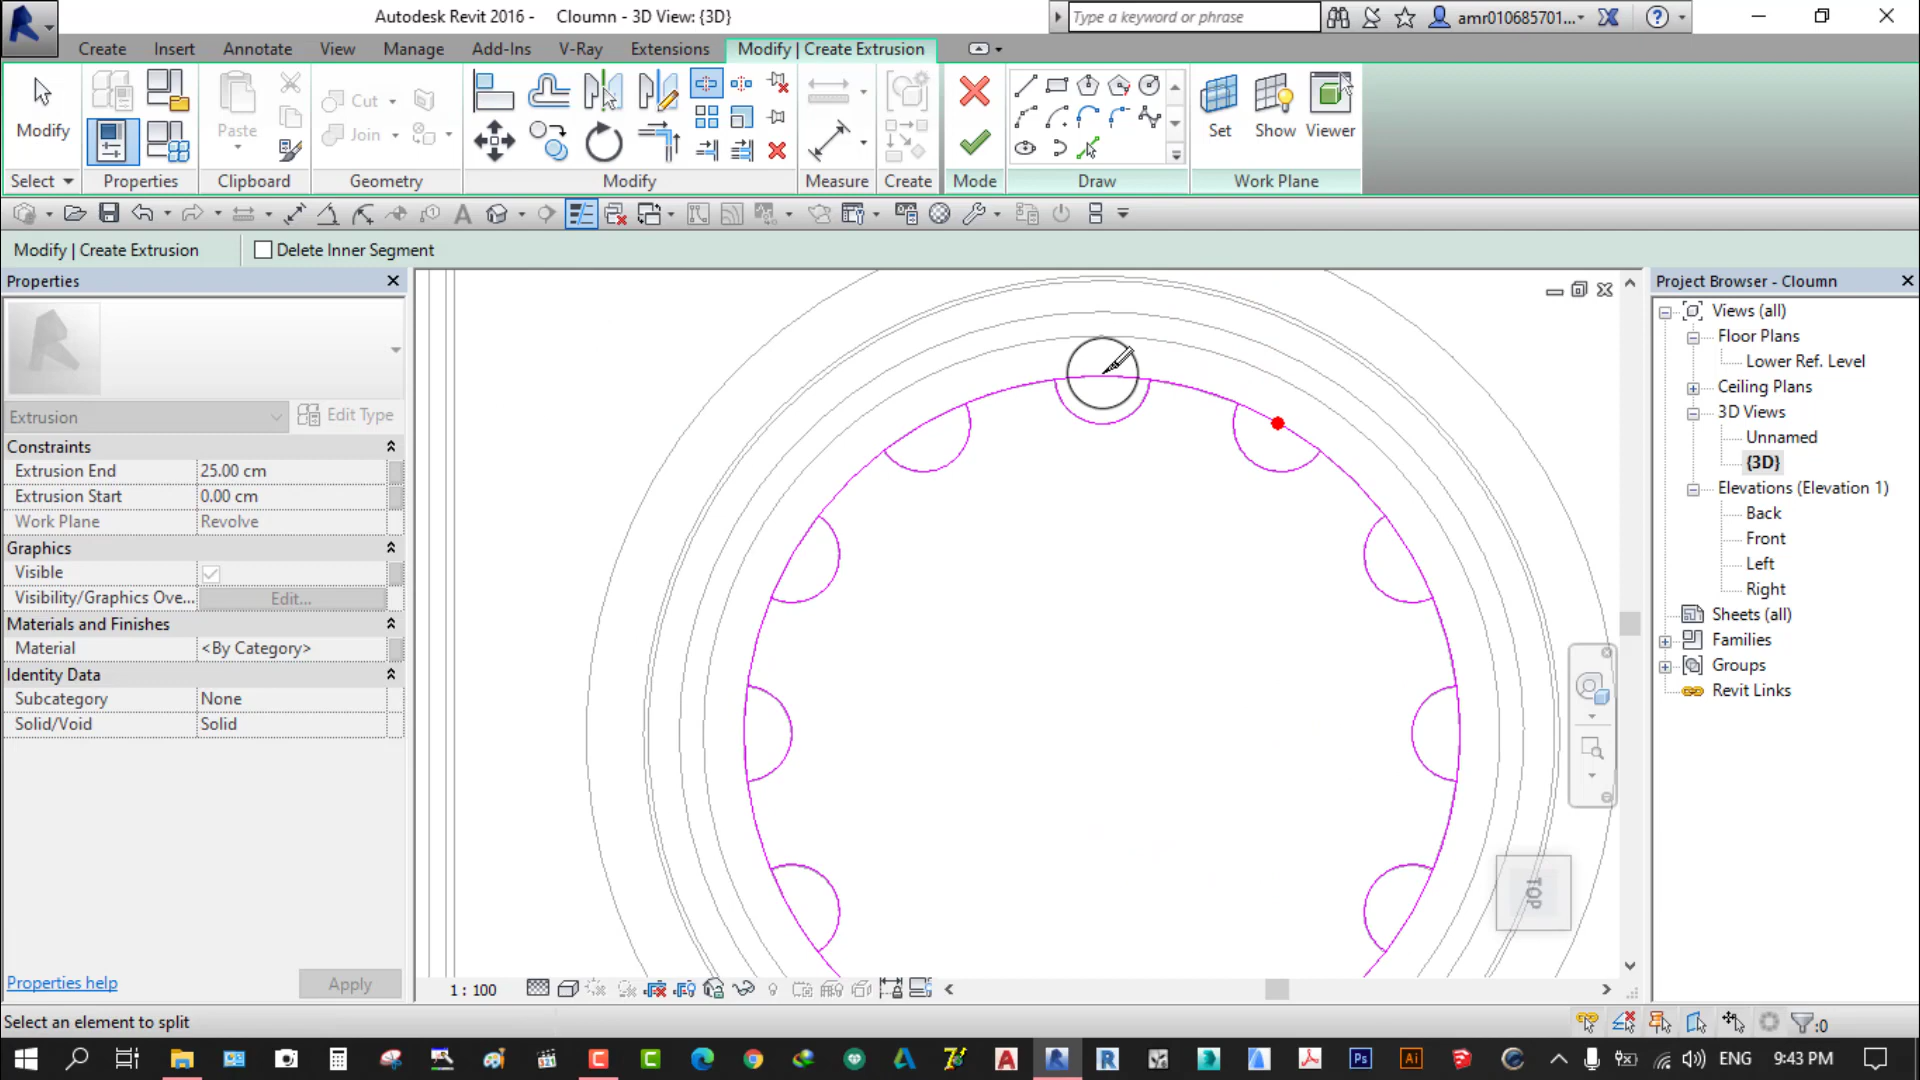 Autodesk Revit 2016 - Cloumn - 3D View: {3D}
Type a keyword or phrase
amr010685701...
Create Insert Annotate View Manage Add-Ins V-Ray Extensions Modify | Create Extrusion
Modify
Paste
Cut
Join
Set Show Viewer
Select Properties Clipboard Geometry Modify Measure Create Mode Draw Work Plane
Modify | Create Extrusion
Delete Inner Segment
Properties
Extrusion
Edit Type
Constraints
Extrusion End 25.00 cm
Extrusion Start 0.00 cm
Work Plane Revolve
Graphics
Visible
Visibility/Graphics Ove... Edit...
Materials and Finishes
Material <By Category>
Identity Data
Subcategory None
Solid/Void Solid
Properties help
Apply
TOP
1 : 100
Project Browser - Cloumn
Views (all)
Floor Plans
Lower Ref. Level
Ceiling Plans
3D Views
Unnamed
{3D}
Elevations (Elevation 1)
Back
Front
Left
Right
Sheets (all)
Families
Groups
Revit Links
Select an element to split
:0
Ps
Ai
ENG
9:43 PM